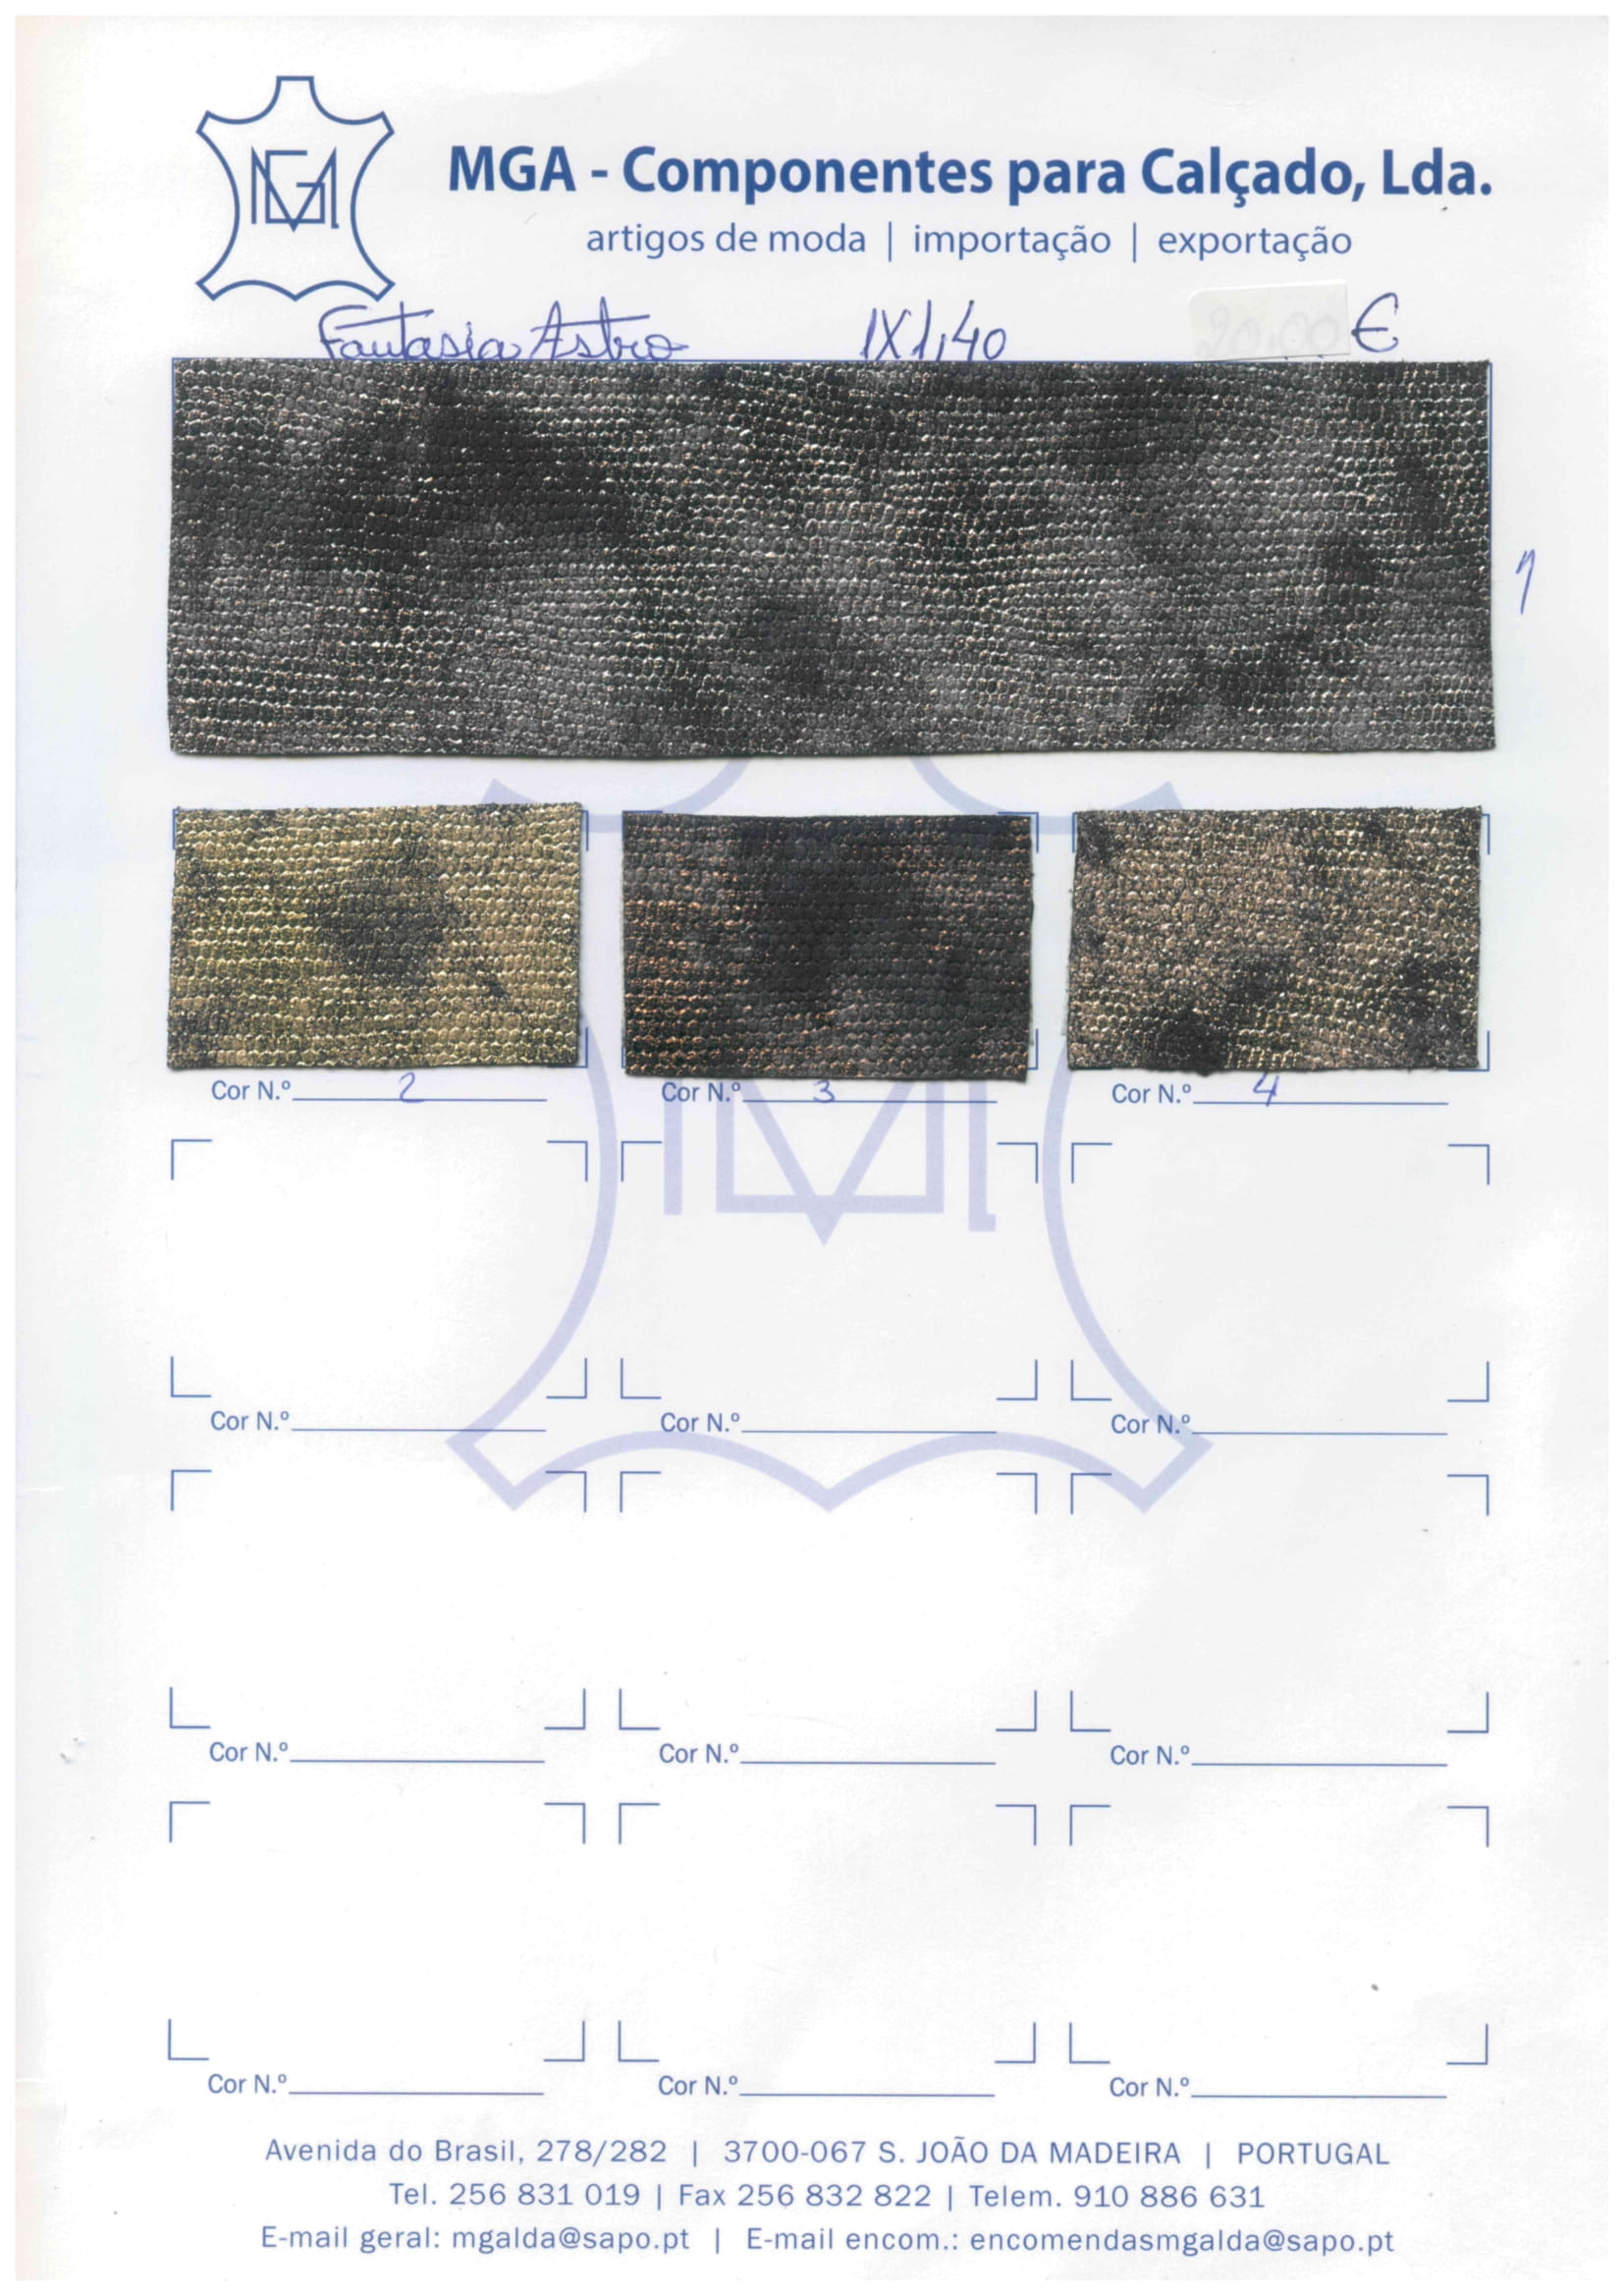 MGA - Componentes para Calçado, Lda.
artigos de moda | importação | exportação
Fantasia Astro 1X1,40 20.00 €
1
Cor N.º 2 Cor N.º 3 Cor N.º 4
Cor N.º Cor N.º Cor N.º
Cor N.º Cor N.º Cor N.º
Cor N.º Cor N.º Cor N.º
Avenida do Brasil, 278/282 | 3700-067 S. JOÃO DA MADEIRA | PORTUGAL
Tel. 256 831 019 | Fax 256 832 822 | Telem. 910 886 631
E-mail geral: mgalda@sapo.pt | E-mail encom.: encomendasmgalda@sapo.pt